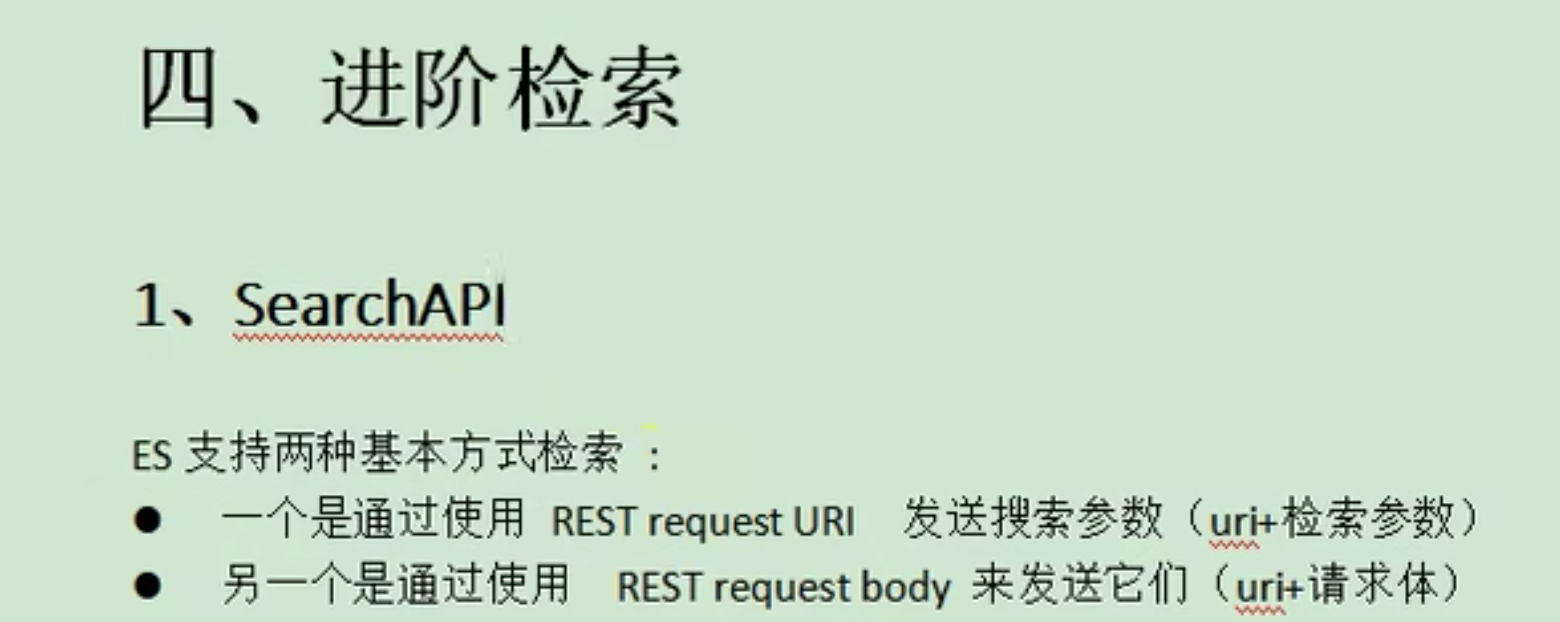 四、进阶检索
1、SearchAPI
ES 支持两种基本方式检索 :
● 一个是通过使用 REST request URI 发送搜索参数（uri+检索参数）
● 另一个是通过使用 REST request body 来发送它们（uri+请求体）